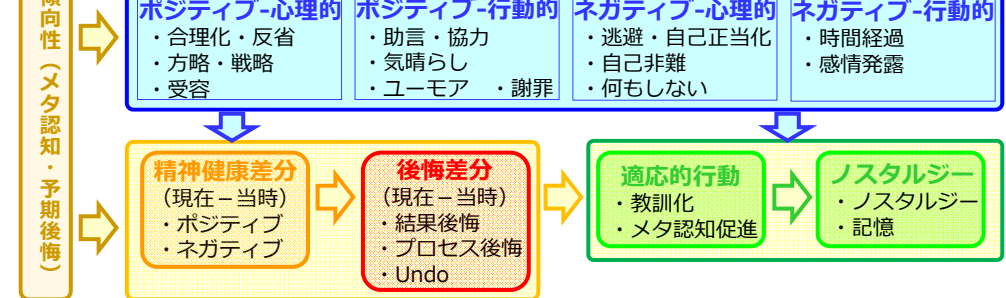 傾向性（メタ認知・予期後悔）
ポジティブ-心理的
・合理化・反省
・方略・戦略
・受容
ポジティブ-行動的
・助言・協力
・気晴らし
・ユーモア ・謝罪
ネガティブ-心理的
・逃避・自己正当化
・自己非難
・何もしない
ネガティブ-行動的
・時間経過
・感情発露
精神健康差分
（現在－当時）
・ポジティブ
・ネガティブ
後悔差分
（現在－当時）
・結果後悔
・プロセス後悔
・Undo
適応的行動
・教訓化
・メタ認知促進
ノスタルジー
・ノスタルジー
・記憶